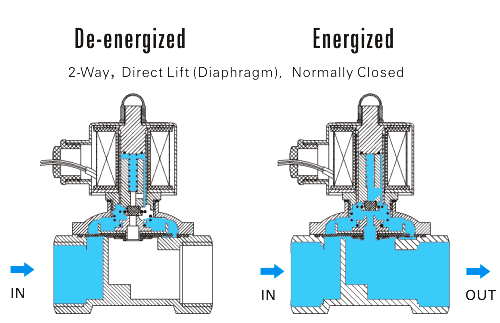 De-energized Energized
2-Way, Direct Lift (Diaphragm), Normally Closed
IN IN OUT